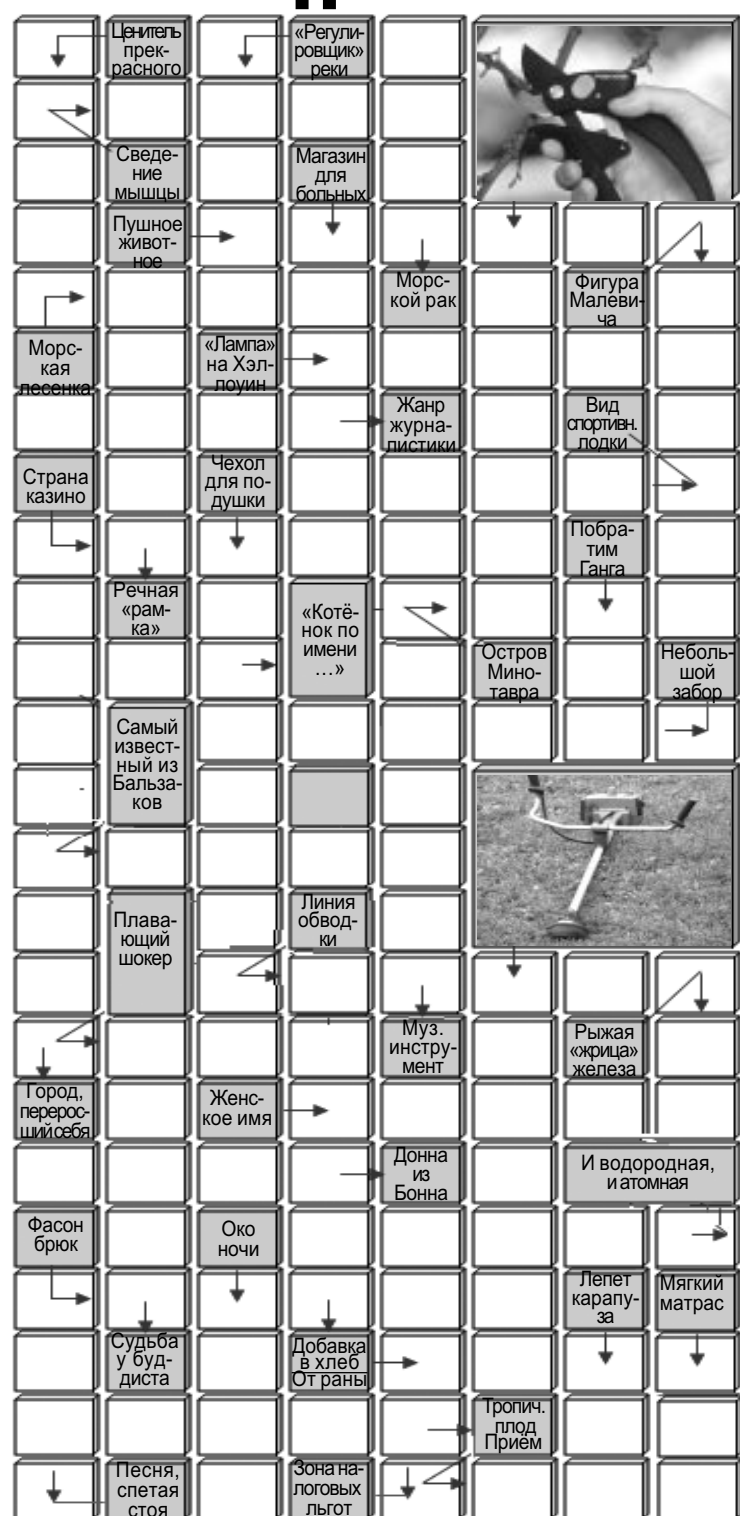 Ценитель
прек-
расного
«Регули-
ровщик»
реки
Сведе-
ние
мышцы
Магазин
для
больных
Пушное
живот-
ное
Морс-
кой рак
Фигура
Малеви-
ча
Морс-
кая
лесенка
«Лампа»
на Хэл-
лоуин
Жанр
журна-
листики
Вид
спортивн.
лодки
Страна
казино
Чехол
для по-
душки
Побра-
тим
Ганга
Речная
«рам-
ка»
«Котё-
нок по
имени
...»
Остров
Мино-
тавра
Неболь-
шой
забор
Самый
извест-
ный из
Бальза-
ков
Плава-
ющий
шокер
Линия
обвод-
ки
Муз.
инстру-
мент
Рыжая
«жрица»
железа
Город,
перерос-
ший себя
Женс-
кое имя
Донна
из
Бонна
И водородная,
и атомная
Фасон
брюк
Око
ночи
Лепет
карапу-
за
Мягкий
матрас
Судьба
у буд-
диста
Добавка
в хлеб
От раны
Тропич.
плод
Приём
Песня,
спетая
стоя
Зона на-
логовых
льгот